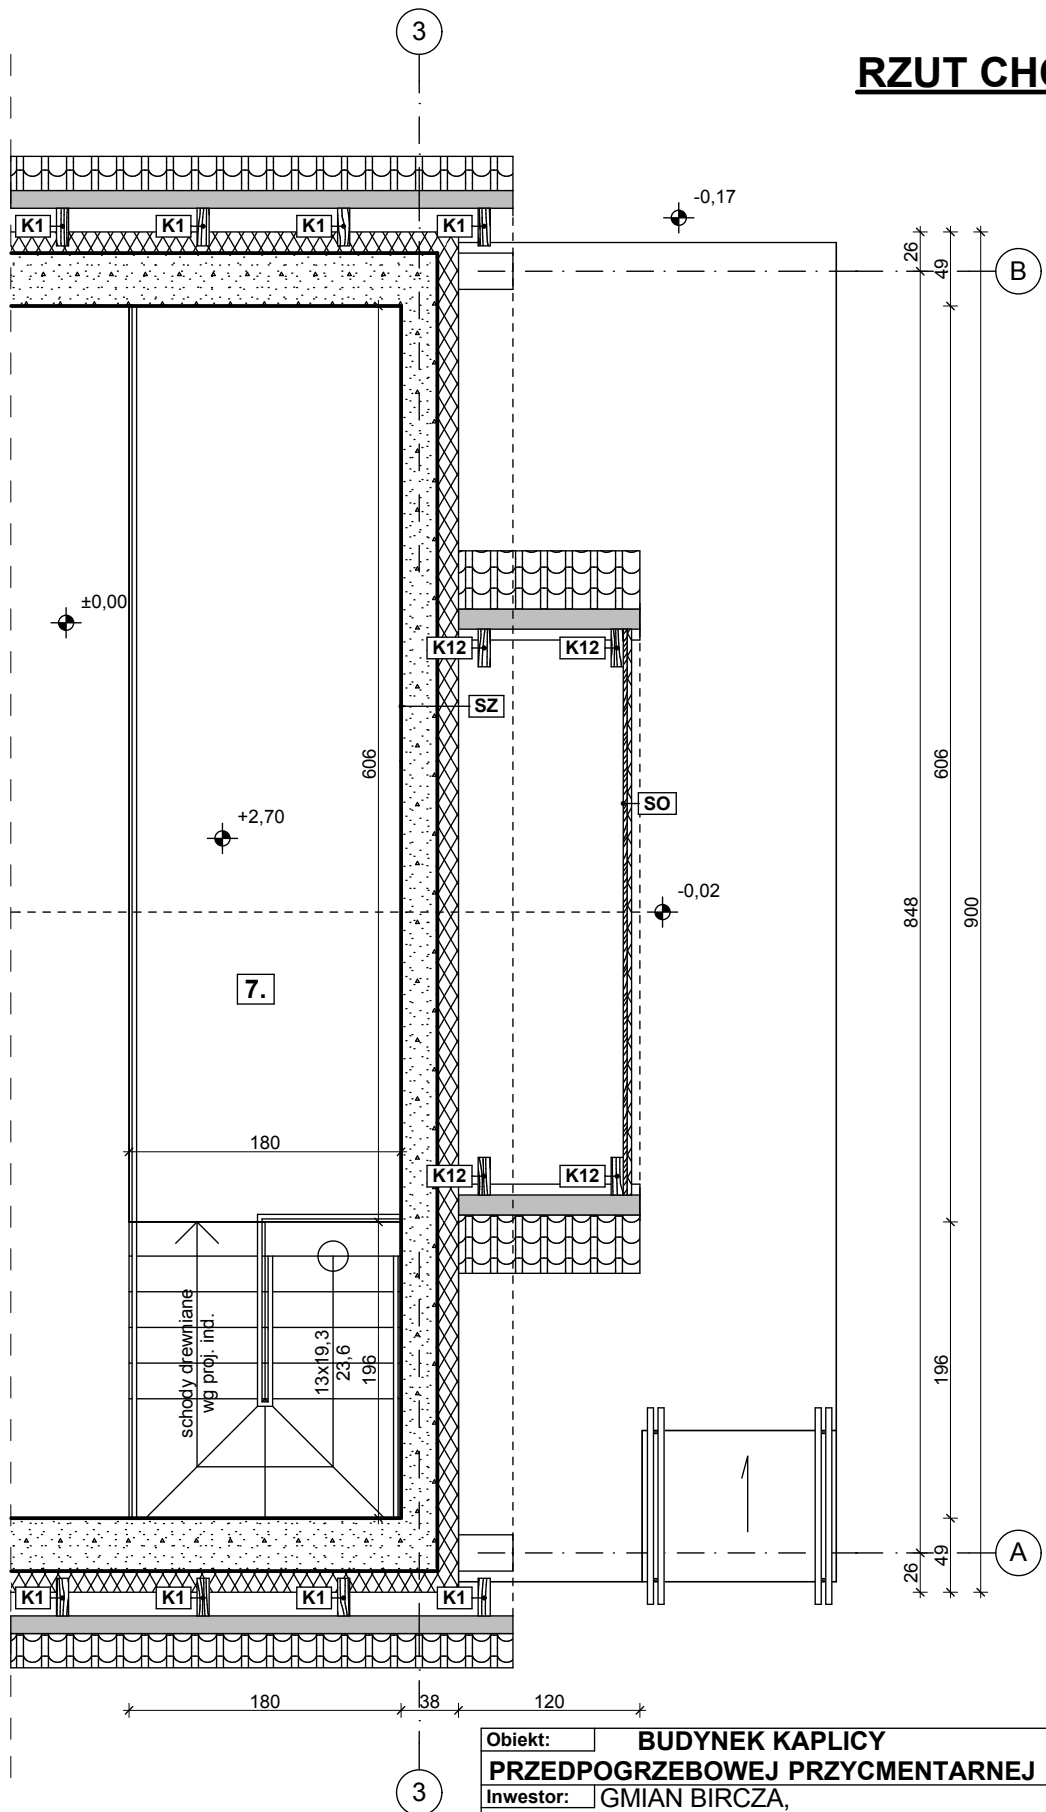 3
RZUT CHÓ
-0,17
K1 K1 K1 K1
26
49
B
±0,00
K12 K12
SZ
606
606
SO
+2,70
-0,02
848
900
7.
180
K12 K12
schody drewniane
wg proj. ind.
13x19,3
23,6
196
196
49
26
A
K1 K1 K1 K1
180 38 120
3
Obiekt: BUDYNEK KAPLICY
PRZEDPOGRZEBOWEJ PRZYCMENTARNEJ
Inwestor: GMIAN BIRCZA,